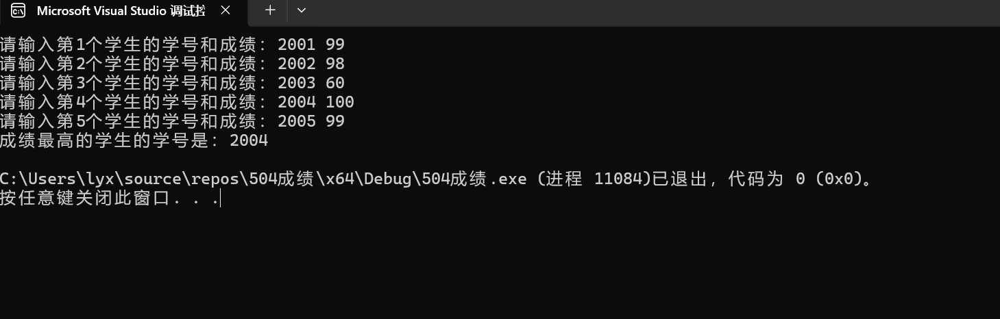 Microsoft Visual Studio 调试控
请输入第1个学生的学号和成绩：2001 99
请输入第2个学生的学号和成绩：2002 98
请输入第3个学生的学号和成绩：2003 60
请输入第4个学生的学号和成绩：2004 100
请输入第5个学生的学号和成绩：2005 99
成绩最高的学生的学号是：2004
C:\Users\lyx\source\repos\504成绩\x64\Debug\504成绩.exe (进程 11084)已退出，代码为 0 (0x0)。
按任意键关闭此窗口. . .